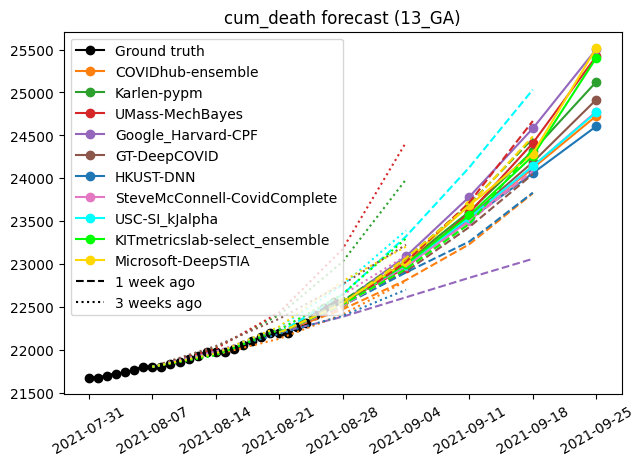 cum_death forecast (13_GA)
25500
25000
24500
24000
23500
23000
22500
22000
21500
Ground truth
COVIDhub-ensemble
Karlen-pypm
UMass-MechBayes
Google_Harvard-CPF
GT-DeepCOVID
HKUST-DNN
SteveMcConnell-CovidComplete
USC-SI_kJalpha
KITmetricslab-select_ensemble
Microsoft-DeepSTIA
1 week ago
3 weeks ago
2021-07-31
2021-08-07
2021-08-14
2021-08-21
2021-08-28
2021-09-04
2021-09-11
2021-09-18
2021-09-25